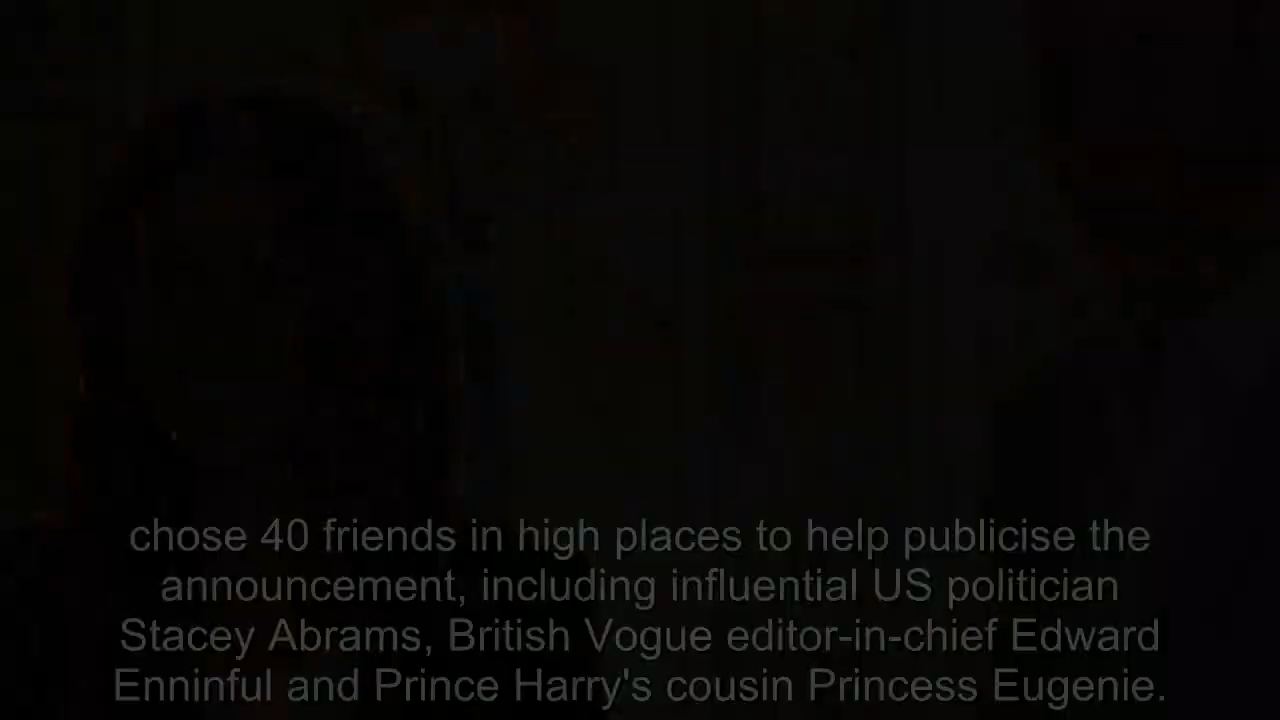 chose 40 friends in high places to help publicise the
announcement, including influential US politician
Stacey Abrams, British Vogue editor-in-chief Edward
Enninful and Prince Harry's cousin Princess Eugenie.